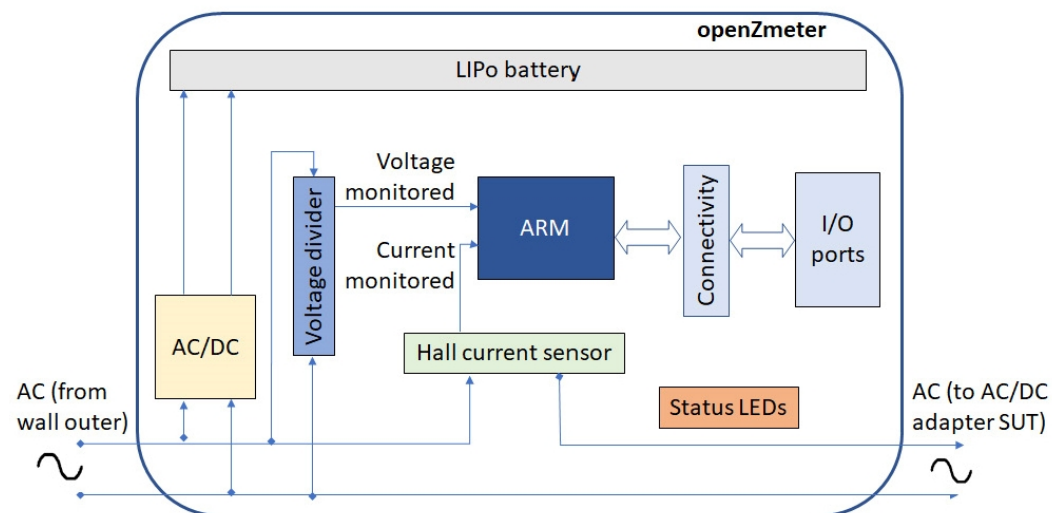 openZmeter
LIPo battery
Voltage
monitored
Voltage divider
ARM
Connectivity
I/O
ports
Current
monitored
AC/DC
Hall current sensor
AC (from
wall outer)
Status LEDs
AC (to AC/DC
adapter SUT)